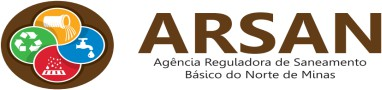 ARSAN
Agência Reguladora de Saneamento
Básico do Norte de Minas